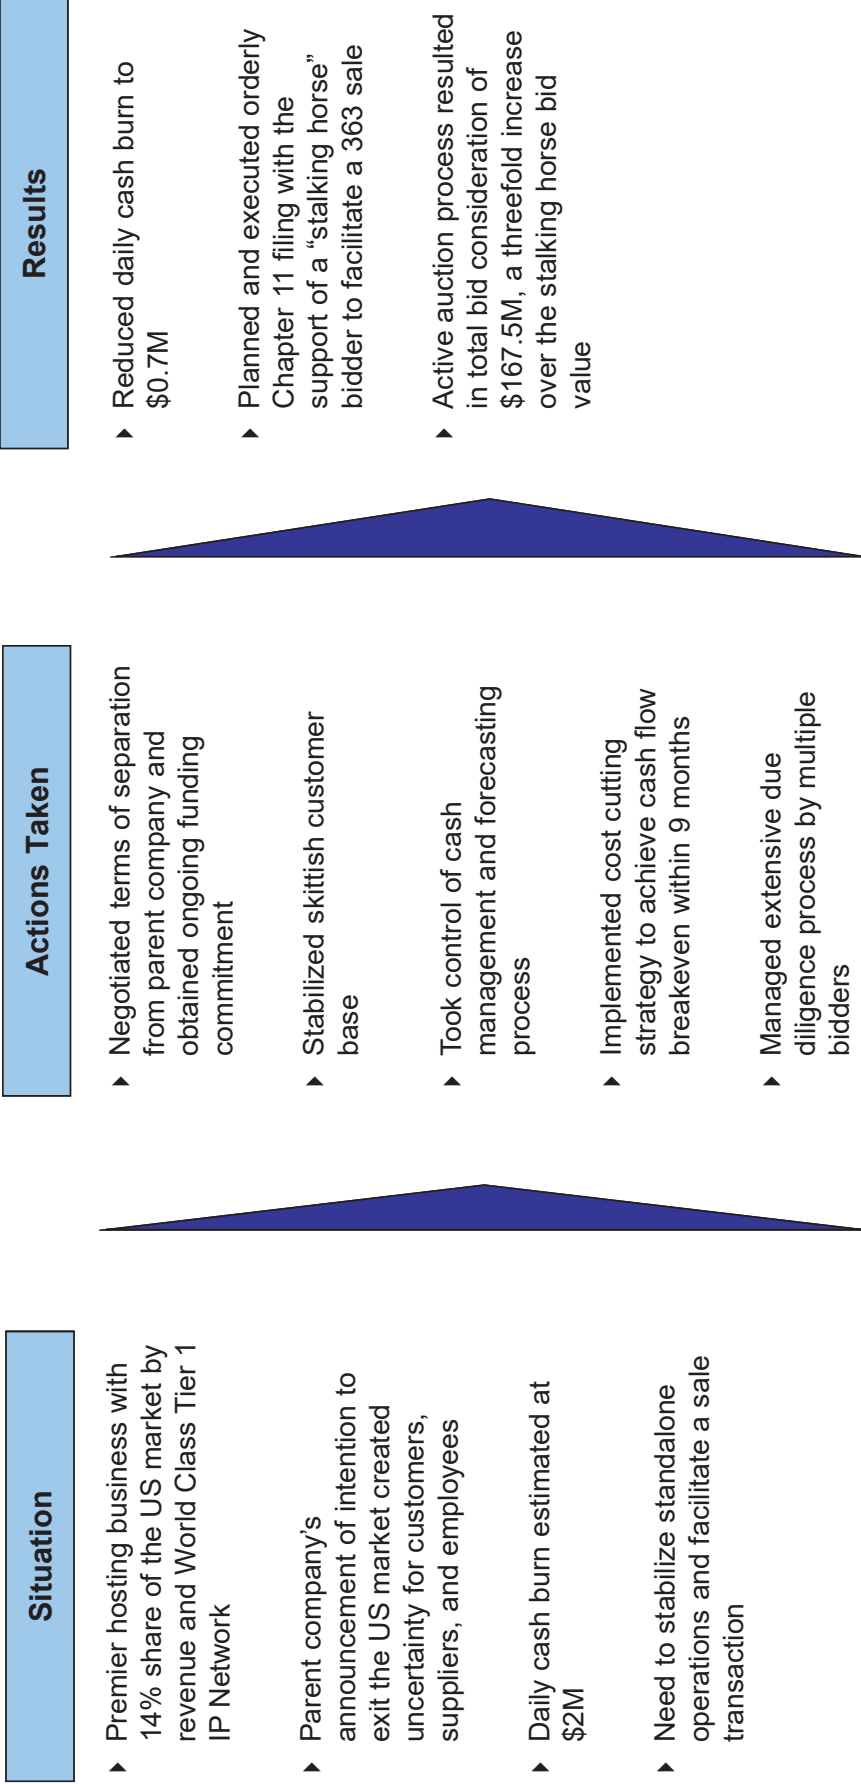 Situation
Premier hosting business with
14% share of the US market by
revenue and World Class Tier 1
IP Network
Parent company’s
announcement of intention to
exit the US market created
uncertainty for customers,
suppliers, and employees
Daily cash burn estimated at
$2M
Need to stabilize standalone
operations and facilitate a sale
transaction
Actions Taken
Negotiated terms of separation
from parent company and
obtained ongoing funding
commitment
Stabilized skittish customer
base
Took control of cash
management and forecasting
process
Implemented cost cutting
strategy to achieve cash flow
breakeven within 9 months
Managed extensive due
diligence process by multiple
bidders
Results
Reduced daily cash burn to
$0.7M
Planned and executed orderly
Chapter 11 filing with the
support of a “stalking horse”
bidder to facilitate a 363 sale
Active auction process resulted
in total bid consideration of
$167.5M, a threefold increase
over the stalking horse bid
value